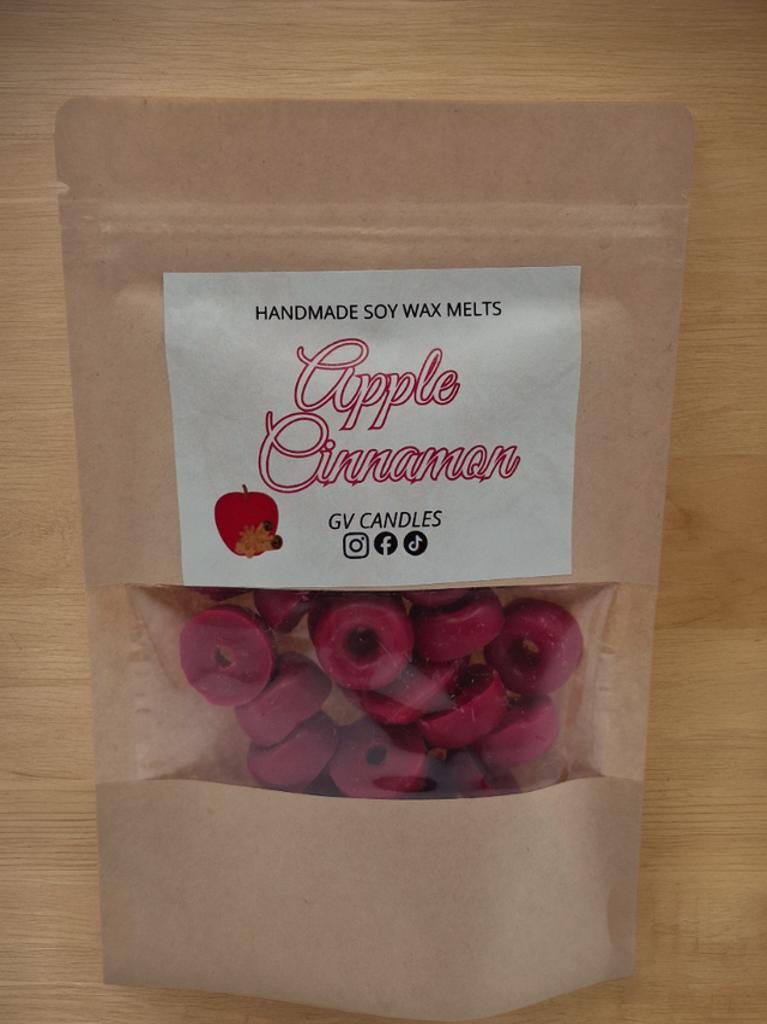 HANDMADE SOY WAX MELTS
Apple
Cinnamon
GV CANDLES